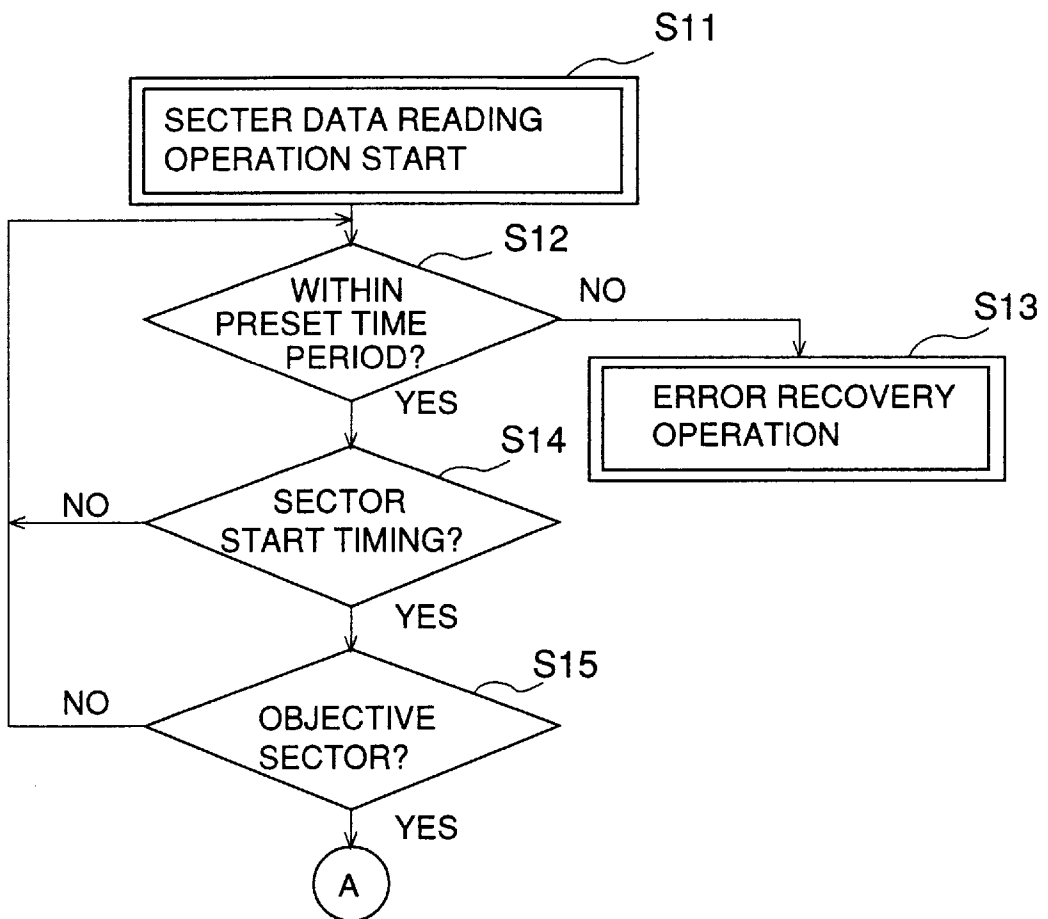 S11
SECTER DATA READING
OPERATION START
S12
WITHIN
PRESET TIME
PERIOD?
NO
S13
ERROR RECOVERY
OPERATION
YES
S14
NO
SECTOR
START TIMING?
YES
S15
NO
OBJECTIVE
SECTOR?
YES
A